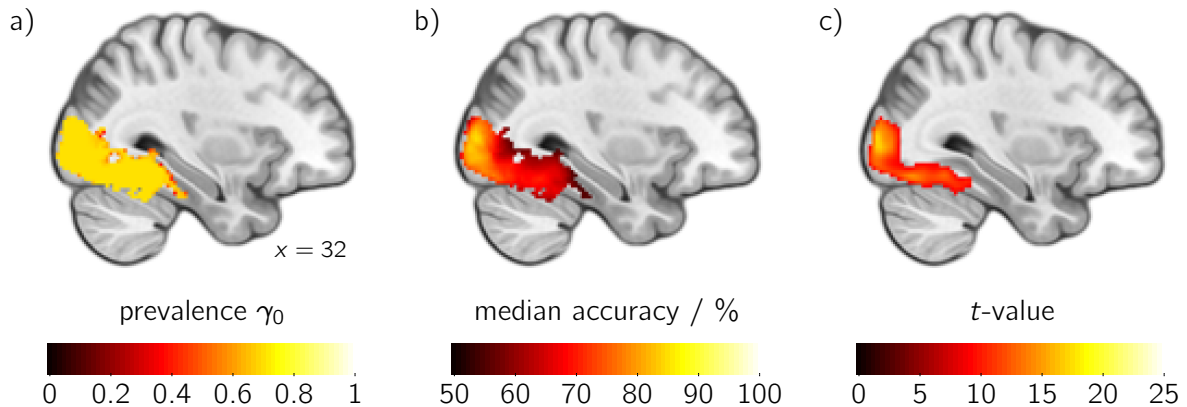 a)
b)
c)
x = 32
prevalence γ₀
median accuracy / %
t-value
0 0.2 0.4 0.6 0.8 1
50 60 70 80 90 100
0 5 10 15 20 25